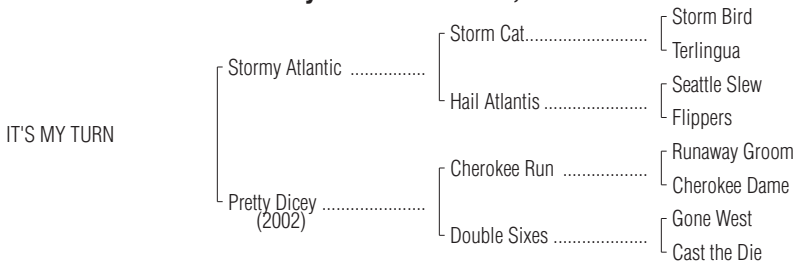 Storm Bird
Storm Cat........................
Terlingua
Stormy Atlantic ................
Seattle Slew
Hail Atlantis ....................
Flippers
IT'S MY TURN
Runaway Groom
Cherokee Run .................
Cherokee Dame
Pretty Dicey .....................
(2002)
Gone West
Double Sixes ...................
Cast the Die